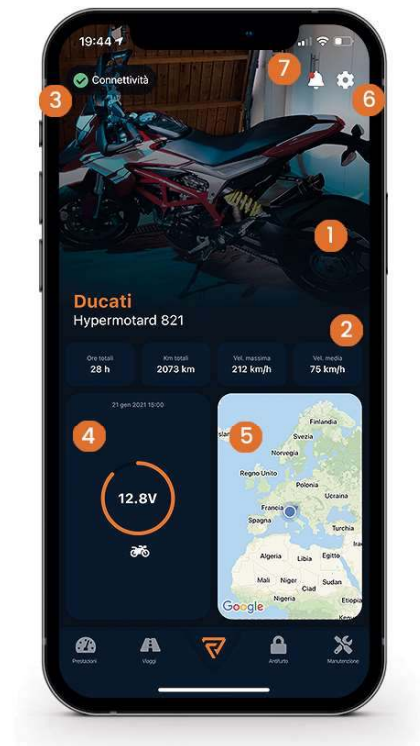 19:44
7
Connettività
3
6
1
Ducati
Hypermotard 821
2
Ore totali
28 h
Km totali
2073 km
Vel. massima
212 km/h
Vel. media
75 km/h
21 gen 2021 15:00
4
12.8V
5
Finlandia
Svezia
Norvegia
Regno Unito
Polonia
Ucraina
Francia
Spagna
Turchia
Algeria
Libia
Egitto
Mali
Niger
Ciad
Sudan
Nigeria
Etiopia
Google
Prestazioni
Viaggi
Antifurto
Manutenzione